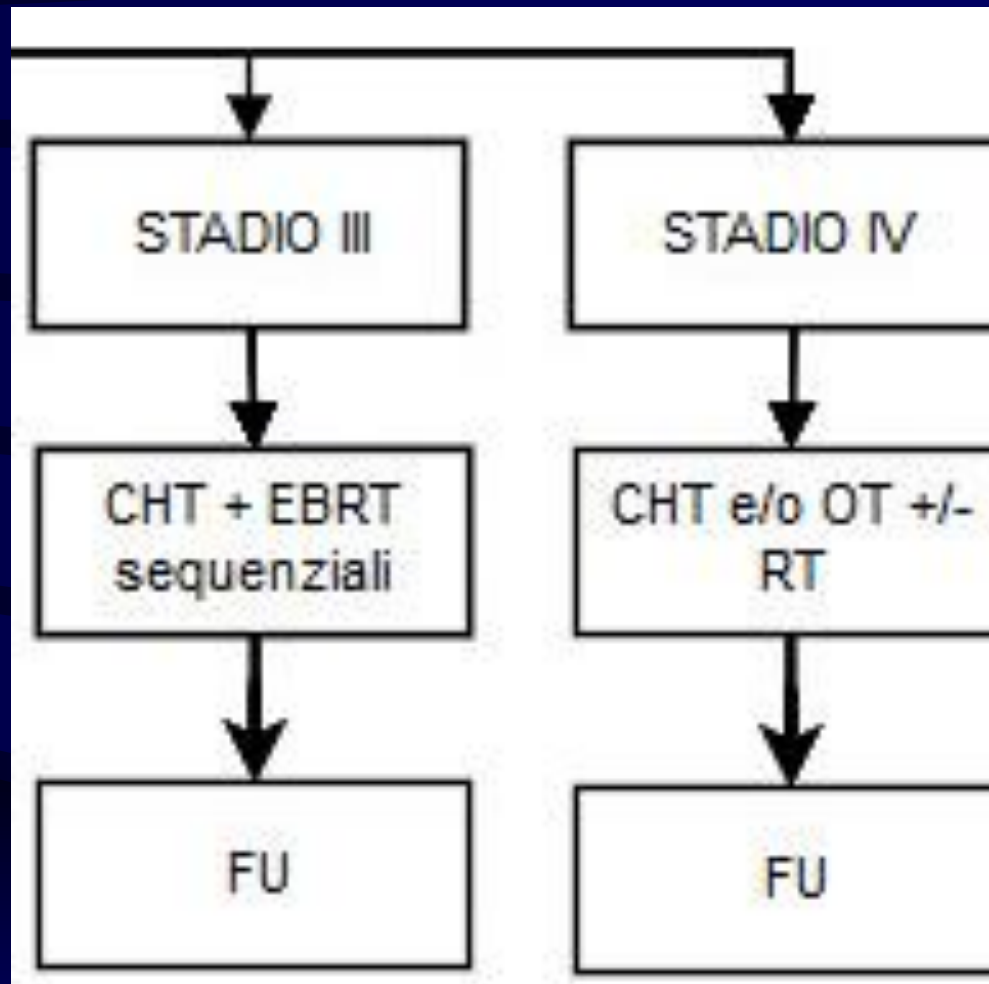 STADIO III
STADIO IV
CHT + EBRT
sequenziali
CHT e/o OT +/-
RT
FU
FU